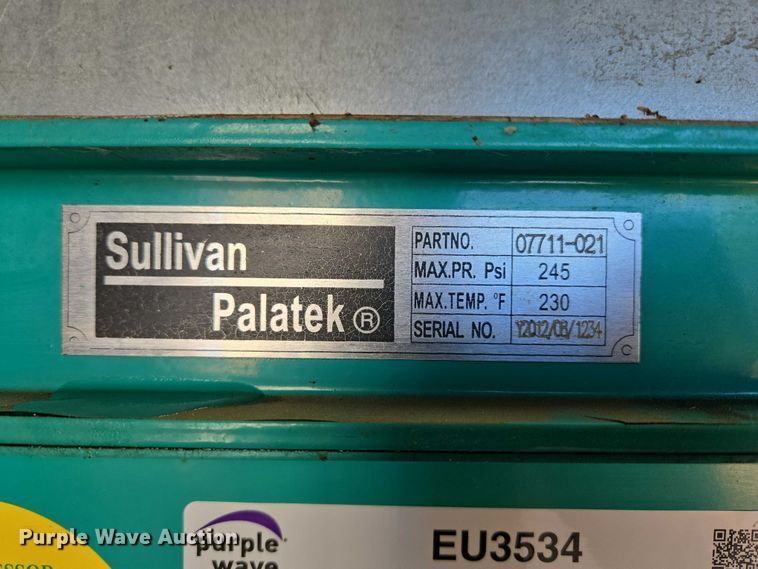 Sullivan
Palatek®
PARTNO. 07711-021
MAX.PR. Psi 245
MAX.TEMP. °F 230
SERIAL NO. Y2012/08/1234
Purple Wave Auction
purple
wave
EU3534